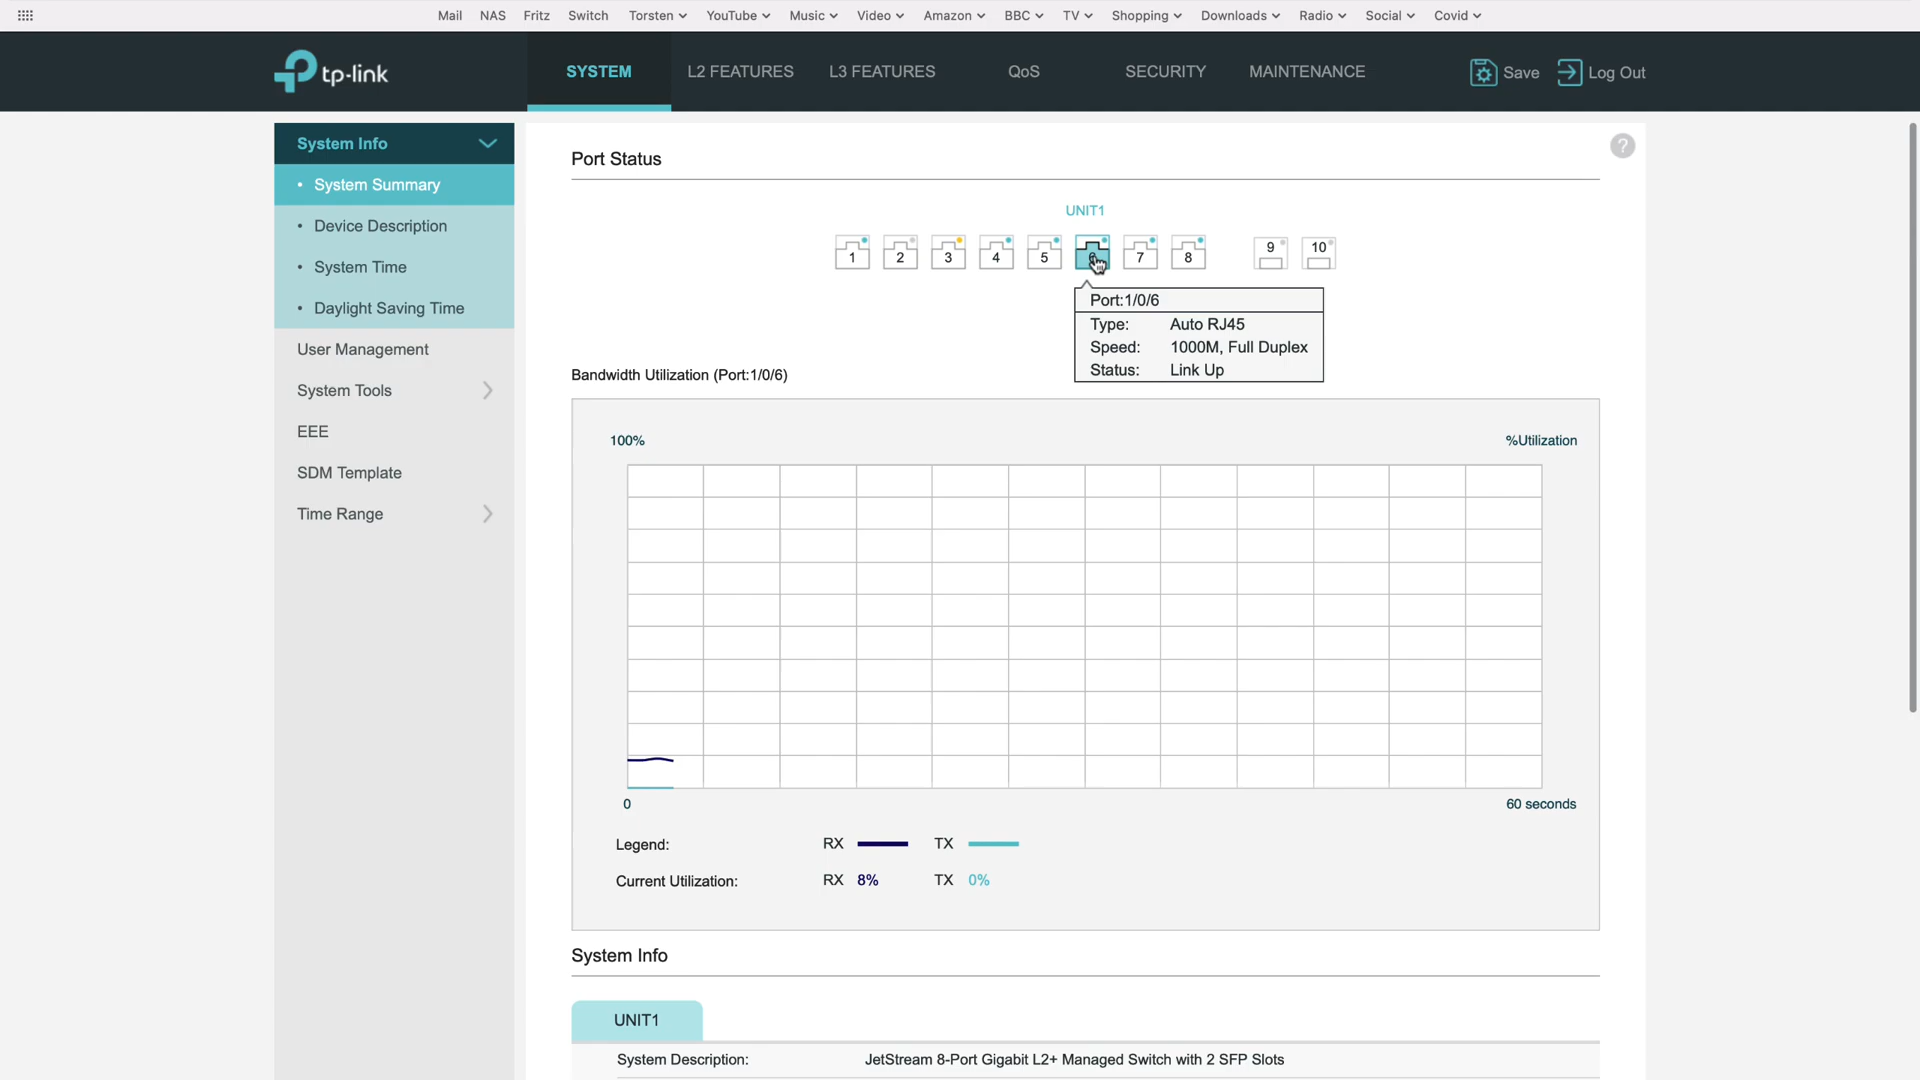 Mail NAS Fritz Switch Torsten YouTube Music Video Amazon BBC TV Shopping Downloads Radio Social Covid
tp-link
SYSTEM L2 FEATURES L3 FEATURES QoS SECURITY MAINTENANCE Save Log Out
System Info
• System Summary
• Device Description
• System Time
• Daylight Saving Time
User Management
System Tools
EEE
SDM Template
Time Range
Port Status
?
UNIT1
1 2 3 4 5 6 7 8 9 10
Port:1/0/6
Type: Auto RJ45
Speed: 1000M, Full Duplex
Status: Link Up
Bandwidth Utilization (Port:1/0/6)
100% %Utilization
0 60 seconds
Legend: RX TX
Current Utilization: RX 8% TX 0%
System Info
UNIT1
System Description: JetStream 8-Port Gigabit L2+ Managed Switch with 2 SFP Slots